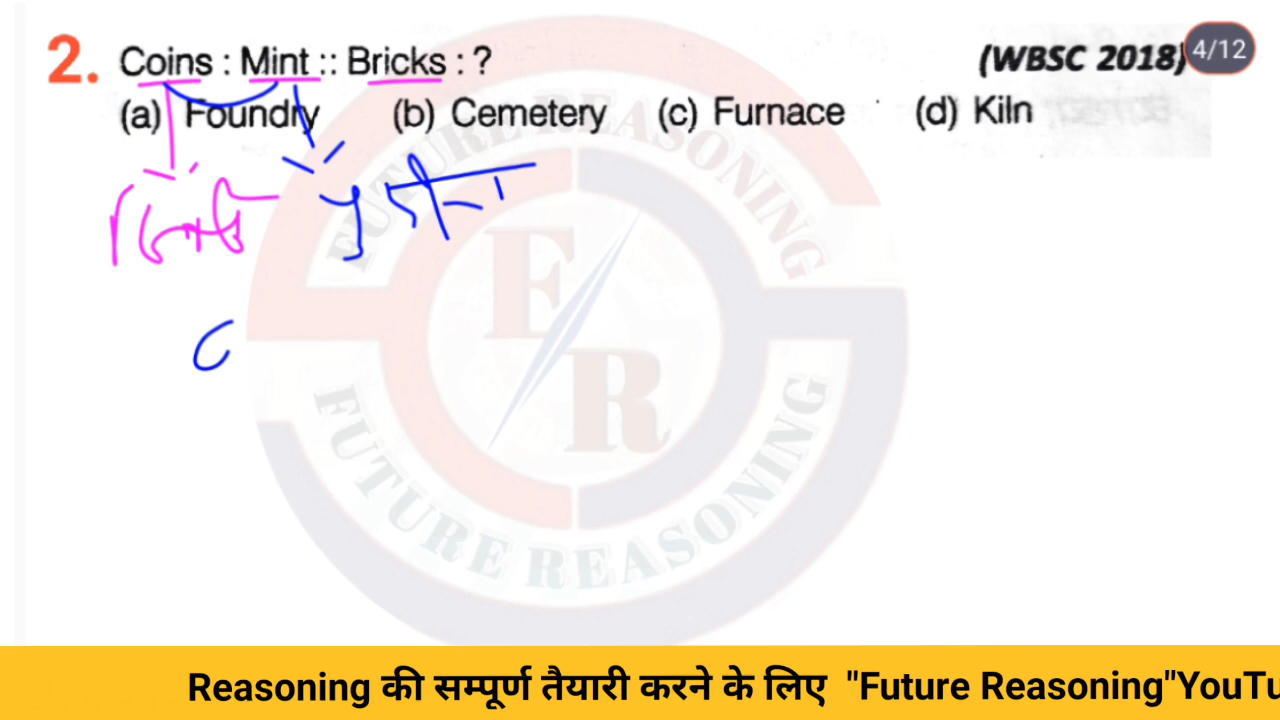 2. Coins : Mint :: Bricks : ?
(WBSC 2018)
4/12
(a) Foundry (b) Cemetery (c) Furnace (d) Kiln
FUTURE REASONING
E
R
FUTURE REASONING
Reasoning की सम्पूर्ण तैयारी करने के लिए "Future Reasoning"YouTu